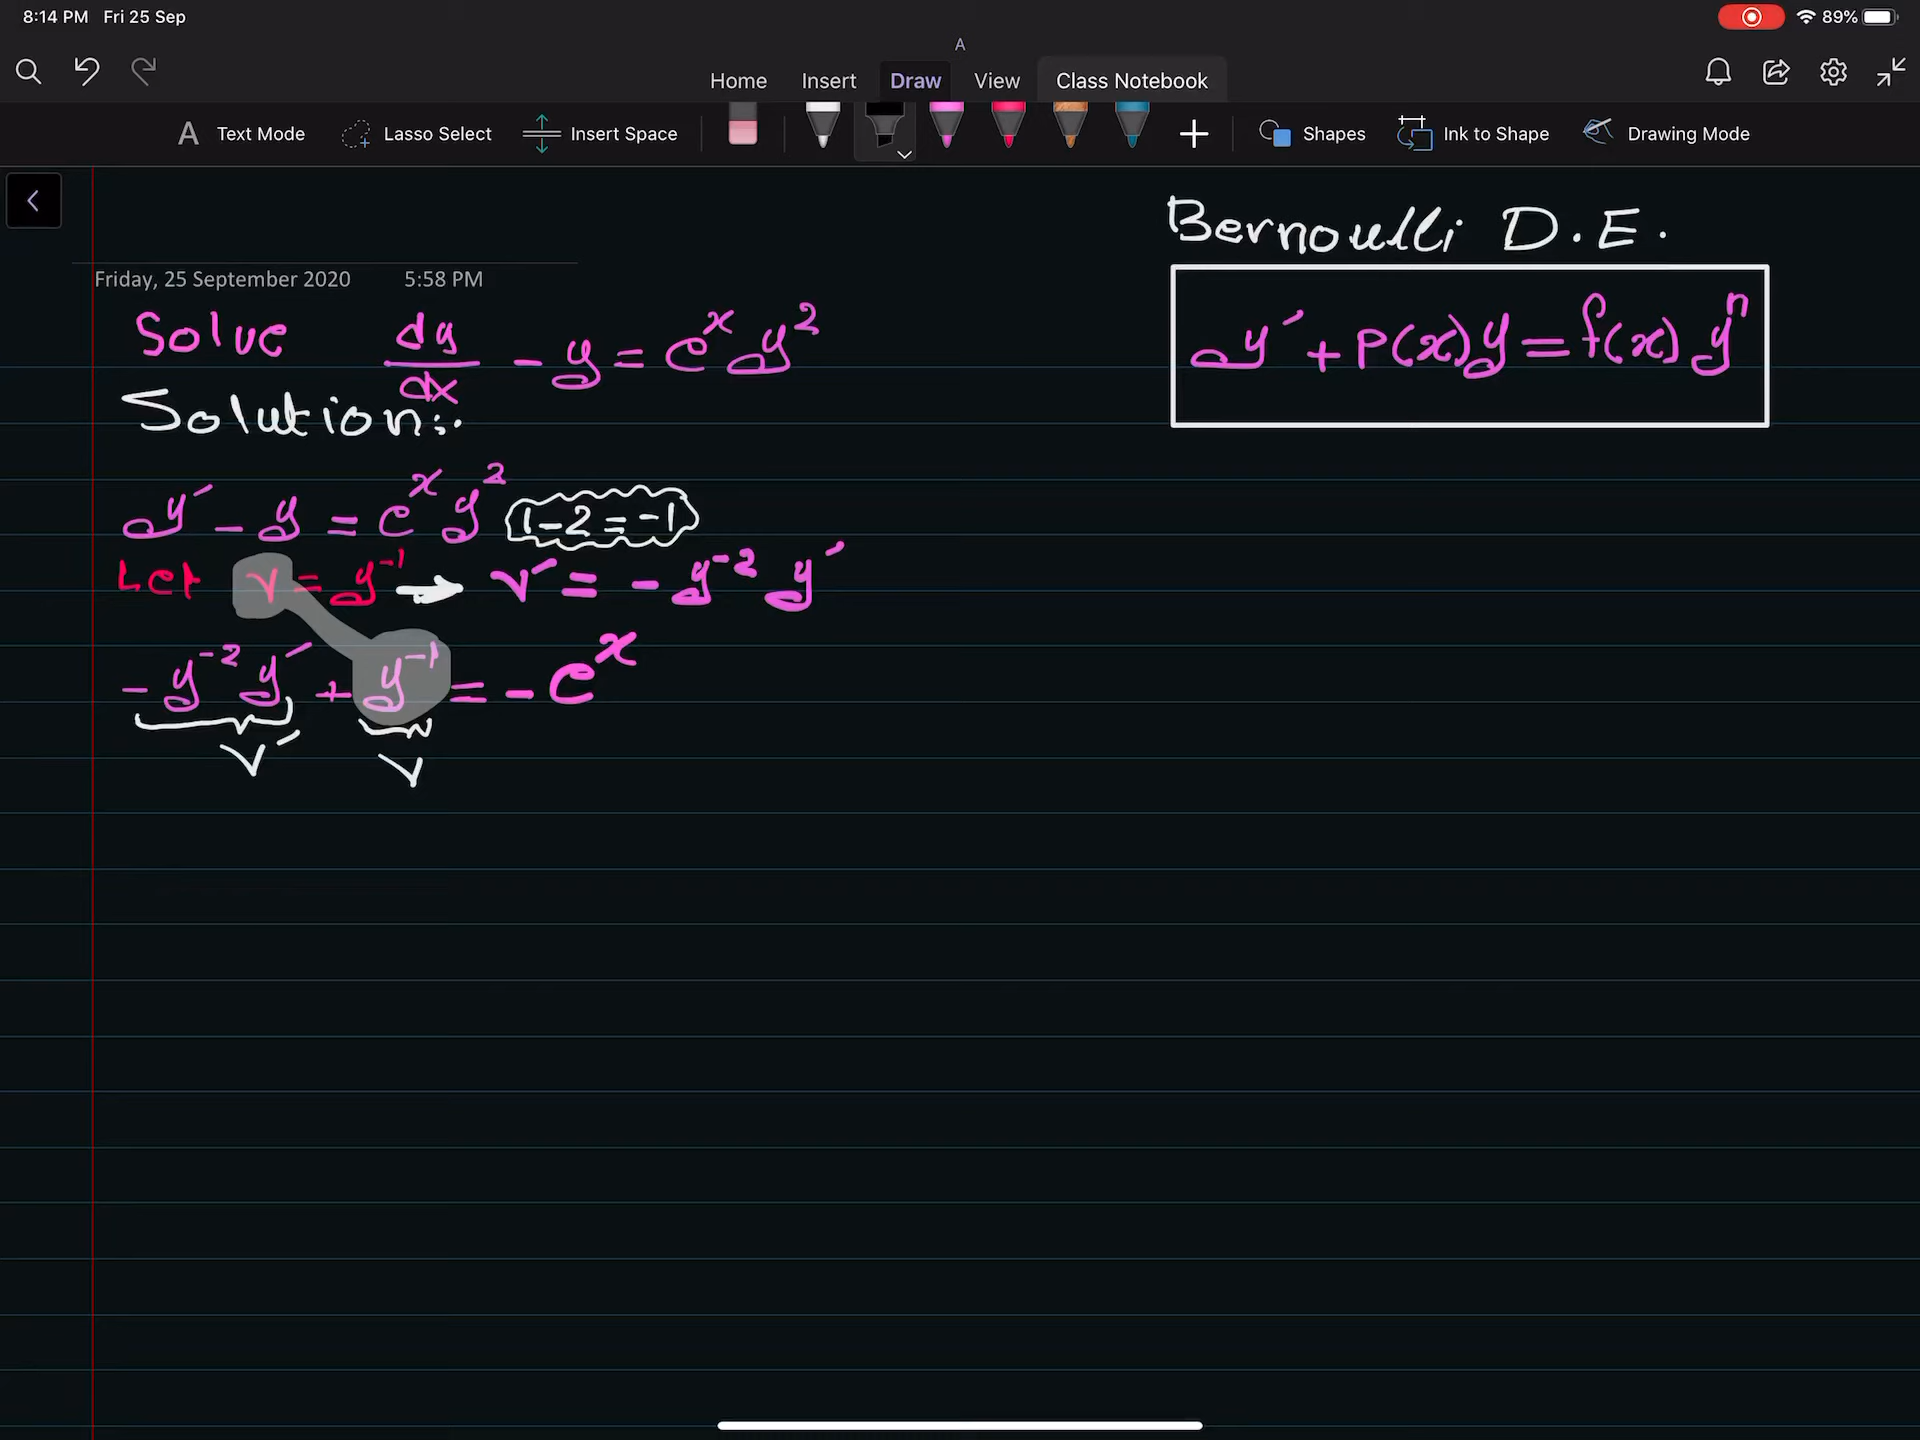 8:14 PM Fri 25 Sep
89%
A
Home Insert Draw View Class Notebook
A Text Mode Lasso Select Insert Space Shapes Ink to Shape Drawing Mode
Bernoulli D.E.
Friday, 25 September 2020 5:58 PM
y′ + P(x)y = f(x) yⁿ
Solve dy/dx - y = eˣ y²
Solution:.
y′ - y = eˣ y² 1-2=-1
Let v = y⁻¹ → v′ = - y⁻² y′
- y⁻² y′ + y⁻¹ = - eˣ
v′ v